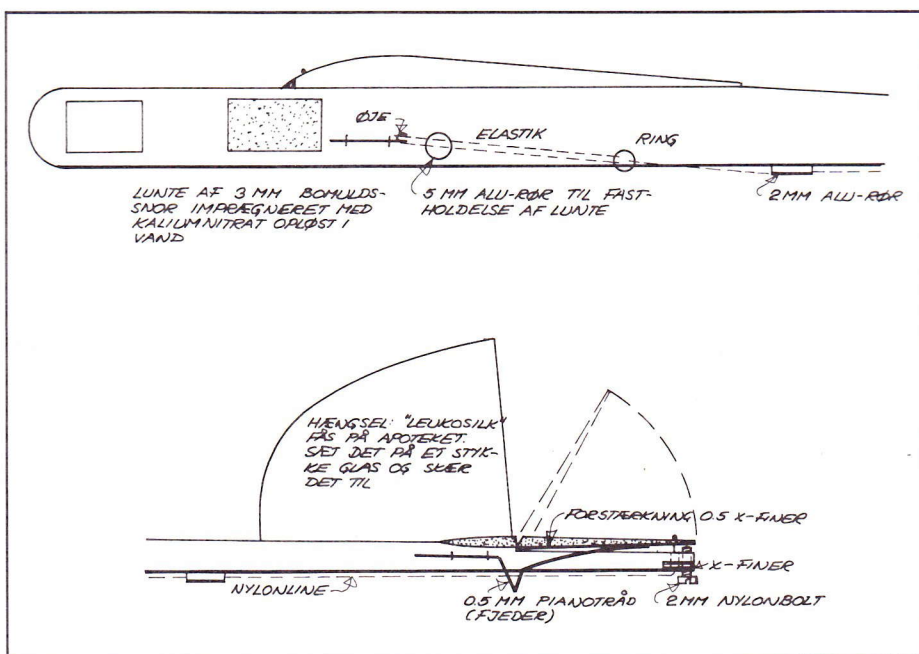 ØJE
ELASTIK
RING
LUNTE AF 3 MM BOMULDS-
SNOR IMPRÆGNERET MED
KALIUMNITRAT OPLØST I
VAND
5 MM ALU-RØR TIL FAST-
HOLDELSE AF LUNTE
2 MM ALU-RØR
HÆNGSEL: "LEUKOSILK"
FÅS PÅ APOTEKET.
SÆT DET PÅ ET STYK-
KE GLAS OG SKÆR
DET TIL
FORSTÆRKNING 0.5 X-FINER
X-FINER
NYLONLINE
0.5 MM PIANOTRÅD
(FJEDER)
2 MM NYLONBOLT